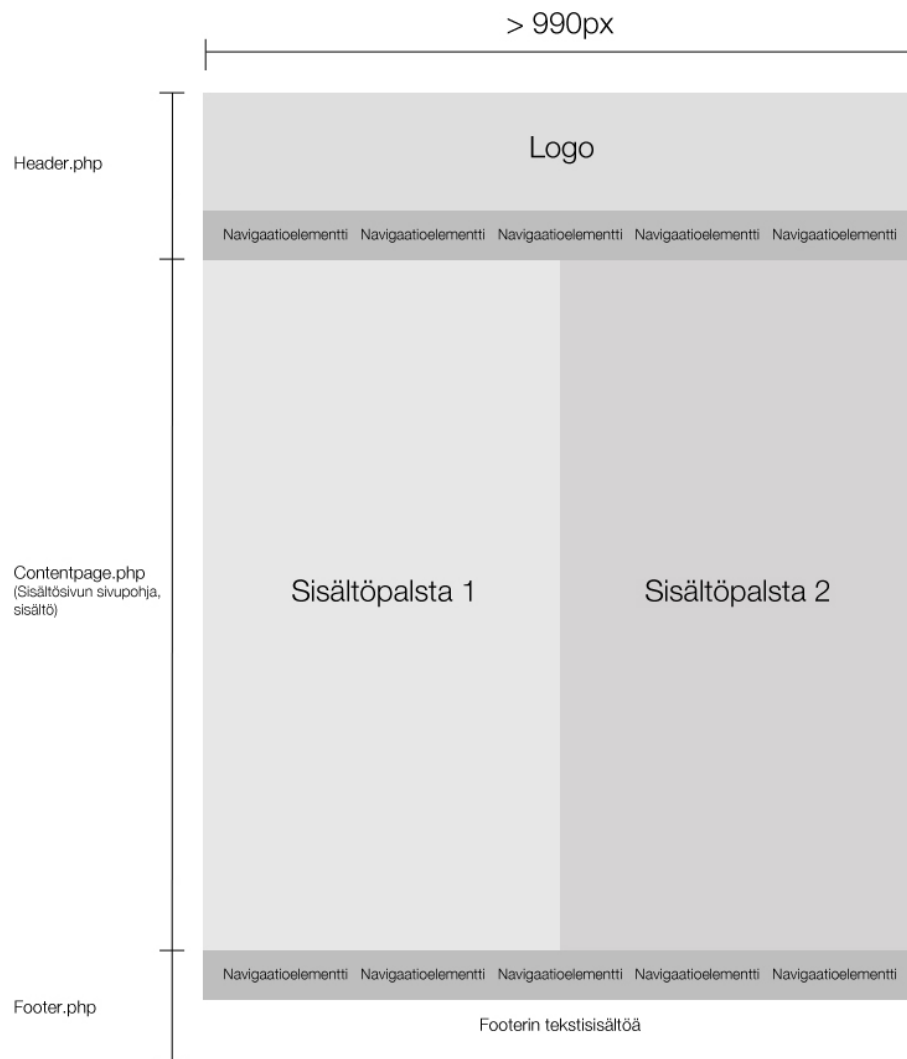 > 990px
Header.php
Logo
Navigaatioelementti Navigaatioelementti Navigaatioelementti Navigaatioelementti Navigaatioelementti
Contentpage.php
(Sisältösivun sivupohja,
sisältö)
Sisältöpalsta 1
Sisältöpalsta 2
Navigaatioelementti Navigaatioelementti Navigaatioelementti Navigaatioelementti Navigaatioelementti
Footer.php
Footerin tekstisisältöä